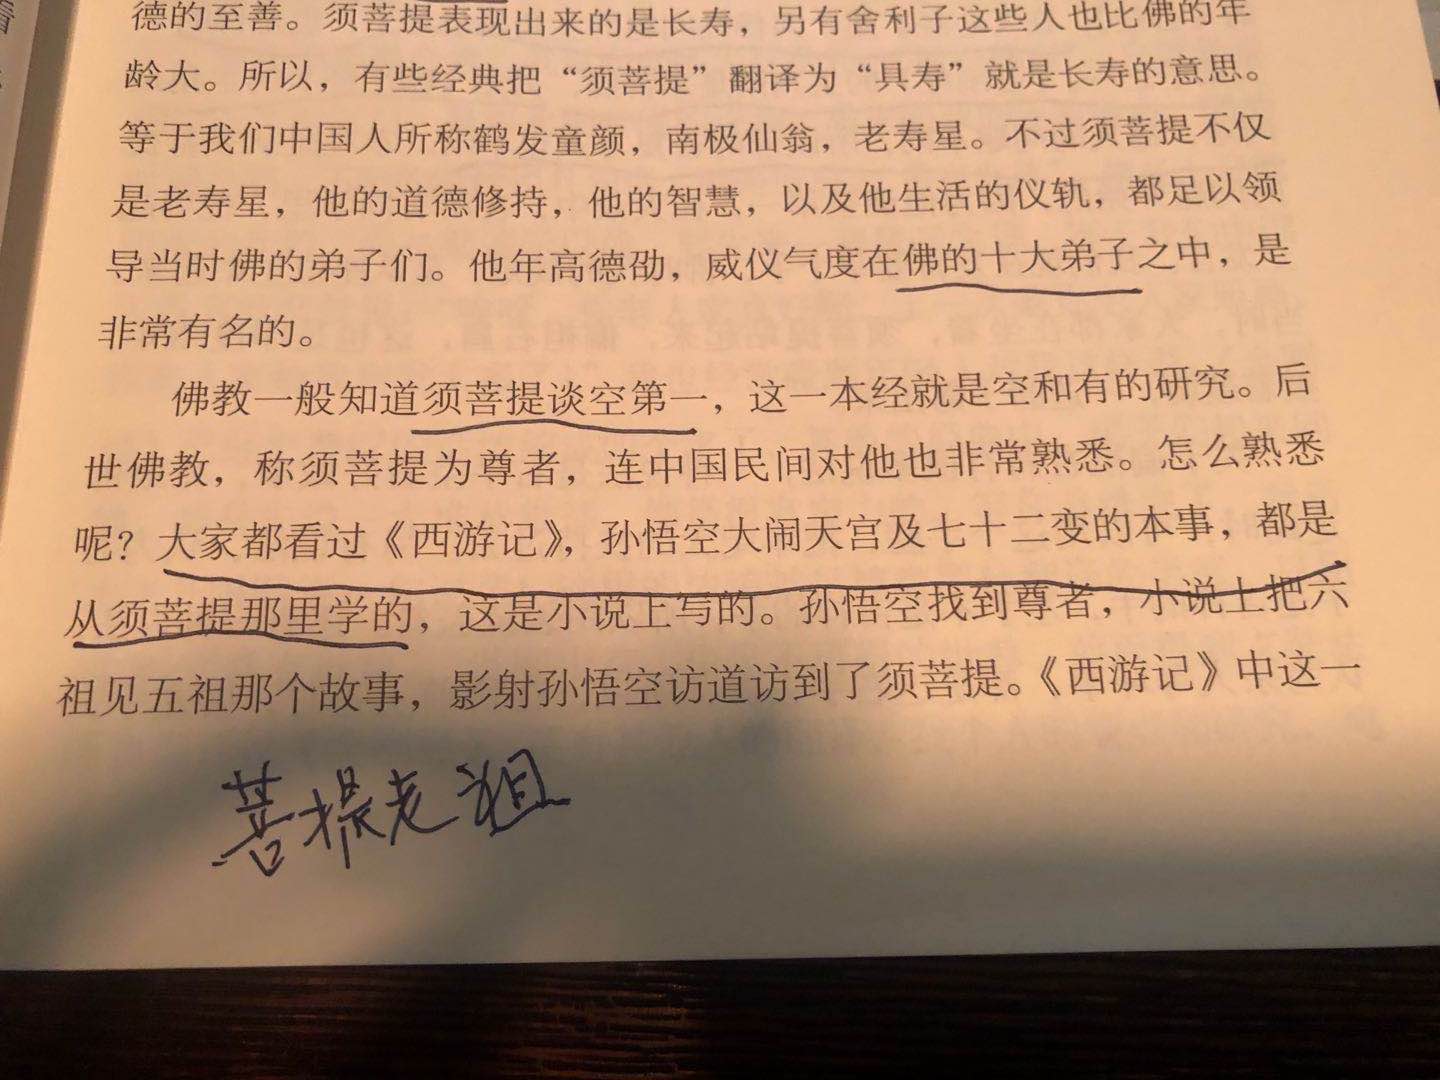 德的至善。须菩提表现出来的是长寿，另有舍利子这些人也比佛的年
龄大。所以，有些经典把“须菩提”翻译为“具寿”就是长寿的意思。
等于我们中国人所称鹤发童颜，南极仙翁，老寿星。不过须菩提不仅
是老寿星，他的道德修持，他的智慧，以及他生活的仪轨，都足以领
导当时佛的弟子们。他年高德劭，威仪气度在佛的十大弟子之中，是
非常有名的。
佛教一般知道须菩提谈空第一，这一本经就是空和有的研究。后
世佛教，称须菩提为尊者，连中国民间对他也非常熟悉。怎么熟悉
呢？大家都看过《西游记》，孙悟空大闹天宫及七十二变的本事，都是
从须菩提那里学的，这是小说上写的。孙悟空找到尊者，小说上把六
祖见五祖那个故事，影射孙悟空访道访到了须菩提。《西游记》中这一
菩提老祖